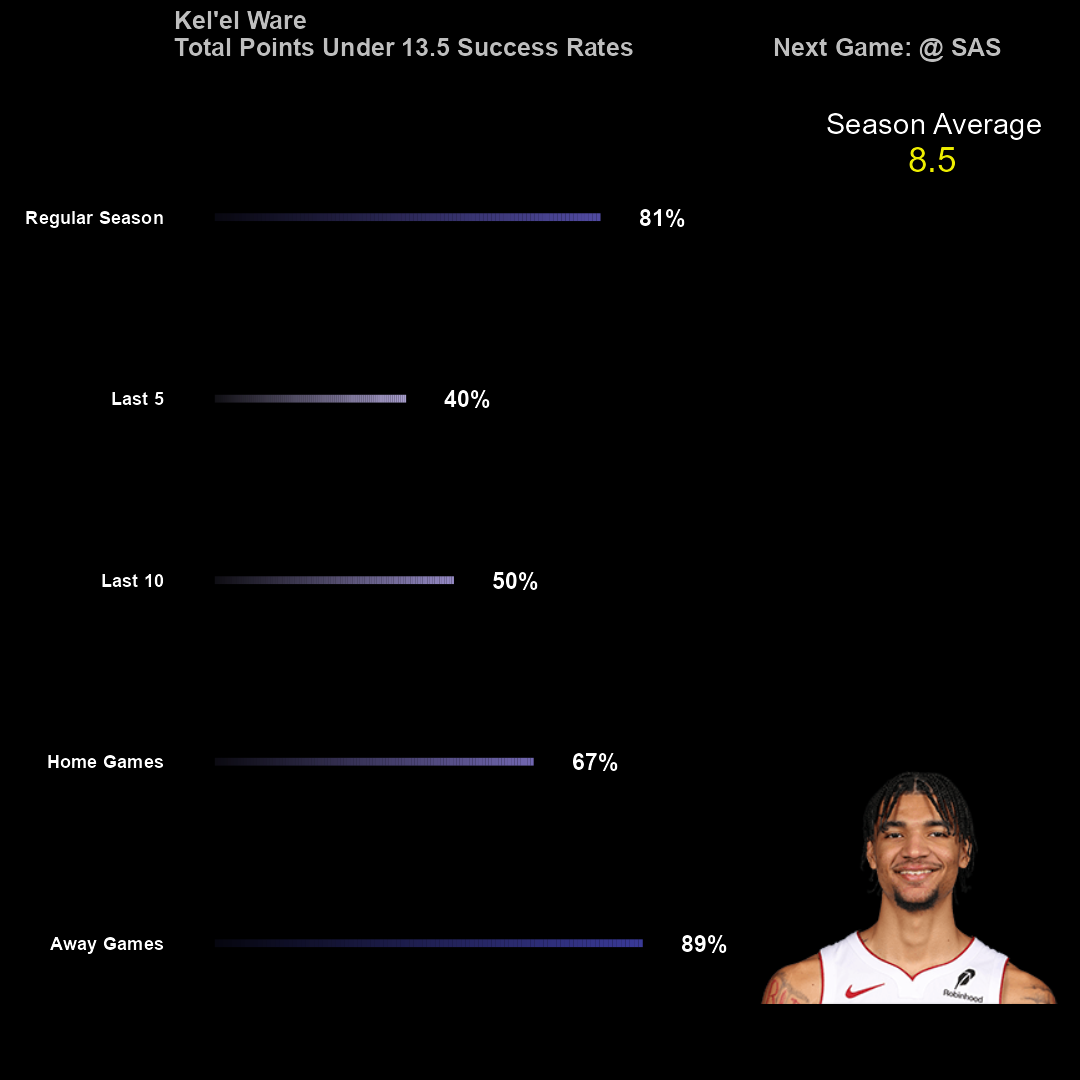 Kel'el Ware
Total Points Under 13.5 Success Rates
Next Game: @ SAS
Season Average
8.5
Regular Season 81%
Last 5 40%
Last 10 50%
Home Games 67%
Away Games 89%
Robinhood